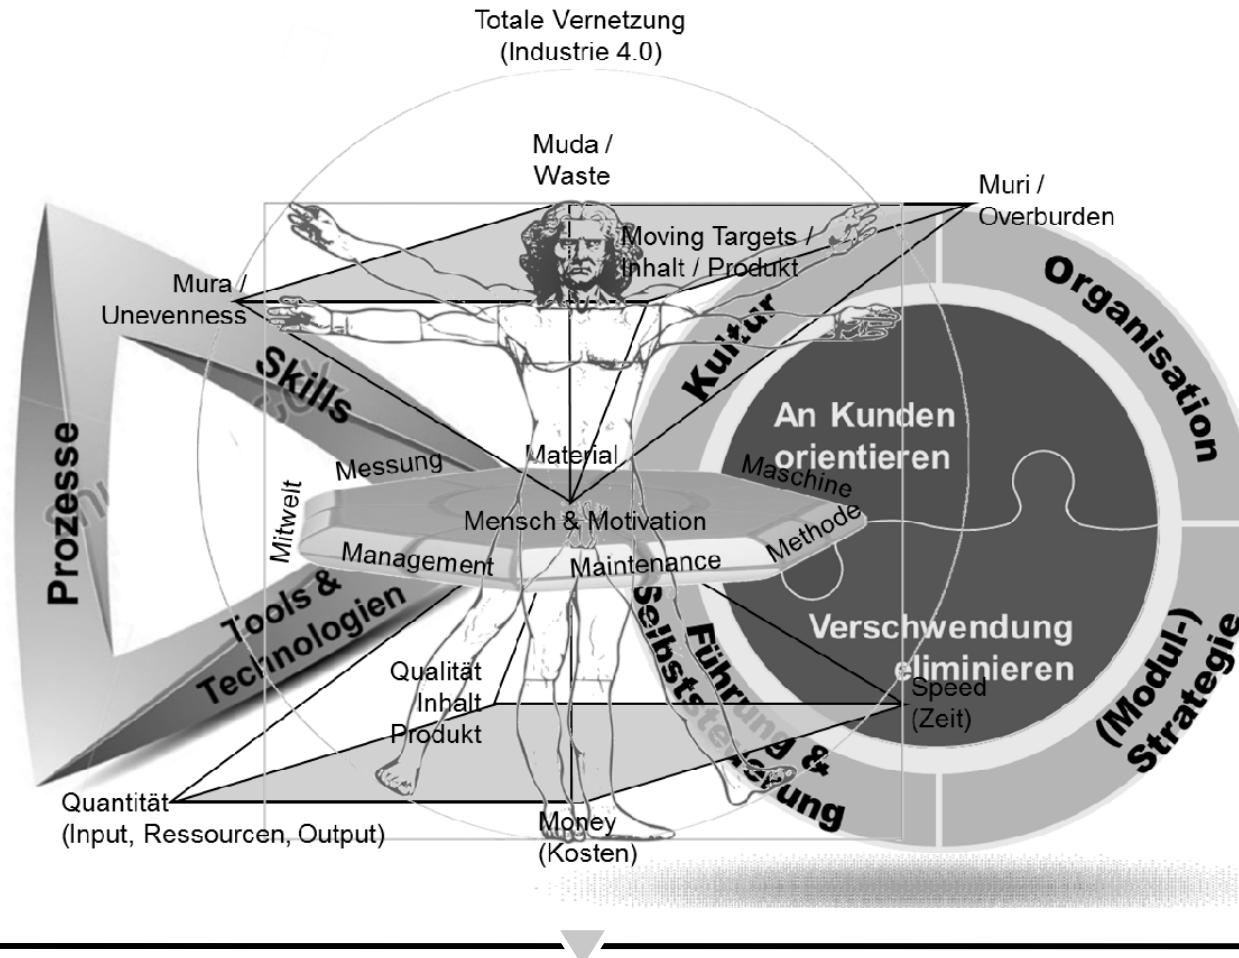 Totale Vernetzung
(Industrie 4.0)
Muda /
Waste
Muri /
Overburden
Moving Targets /
Inhalt / Produkt
Mura /
Unevenness
Kultur
Organisation
Skills
Prozesse
An Kunden
orientieren
Material
Messung
Maschine
Mitwelt
Mensch & Motivation
Methode
Management
Maintenance
Tools &
Technologien
Verschwendung
eliminieren
Führung &
Selbststeuerung
(Modul-)
Strategie
Qualität
Inhalt
Produkt
Speed
(Zeit)
Quantität
(Input, Ressourcen, Output)
Money
(Kosten)